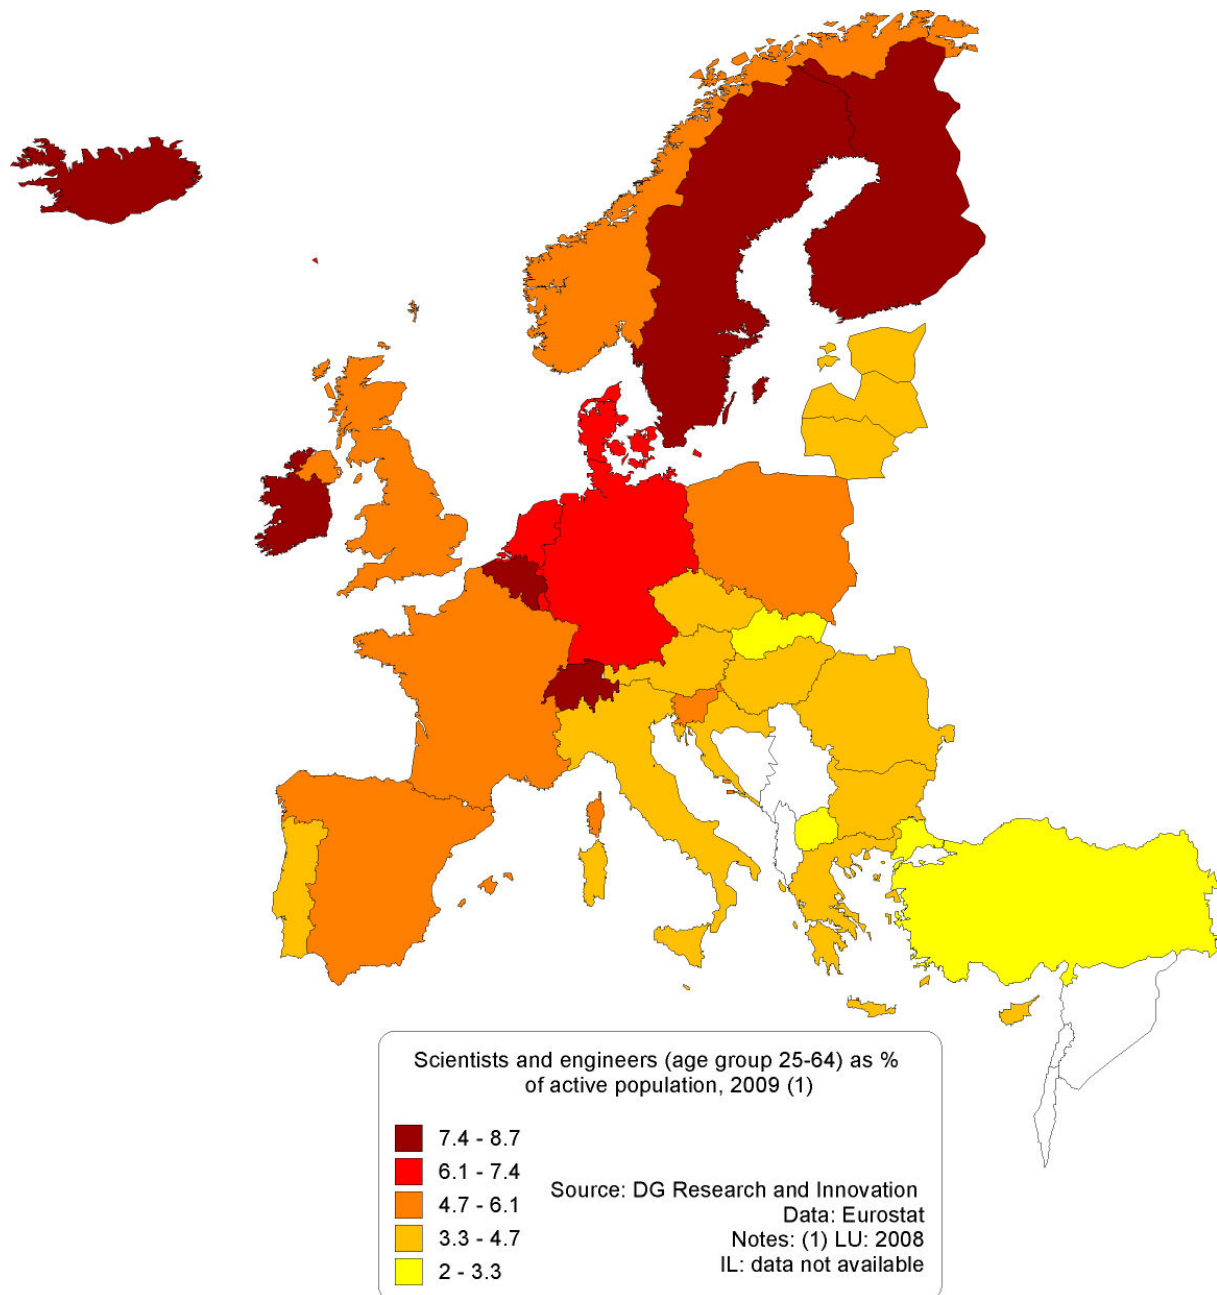 Scientists and engineers (age group 25-64) as %
of active population, 2009 (1)
7.4 - 8.7
6.1 - 7.4
4.7 - 6.1
3.3 - 4.7
2 - 3.3
Source: DG Research and Innovation
Data: Eurostat
Notes: (1) LU: 2008
IL: data not available